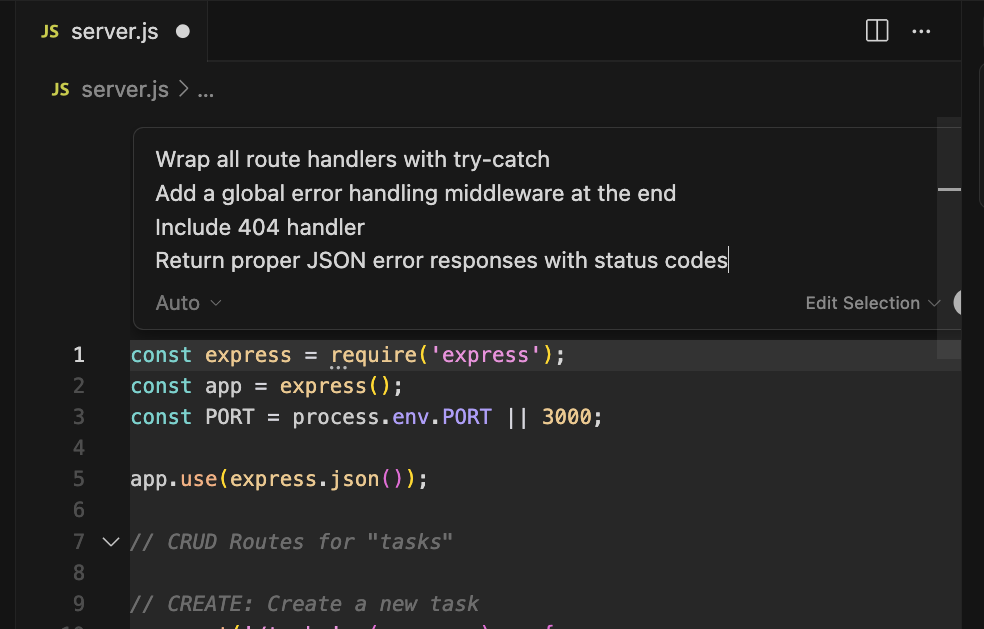 JS server.js
JS server.js > ...
Wrap all route handlers with try-catch
Add a global error handling middleware at the end
Include 404 handler
Return proper JSON error responses with status codes
Auto
Edit Selection
1 const express = require('express');
2 const app = express();
3 const PORT = process.env.PORT || 3000;
4
5 app.use(express.json());
6
7 // CRUD Routes for "tasks"
8
9 // CREATE: Create a new task